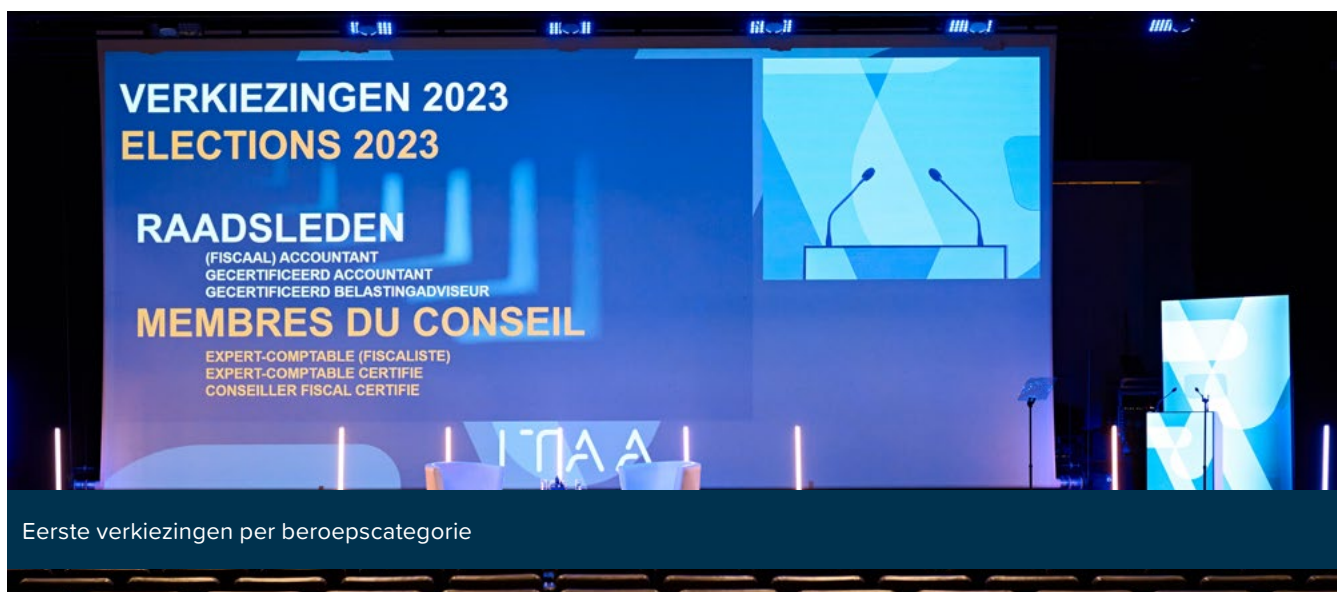 VERKIEZINGEN 2023
ELECTIONS 2023
RAADSLEDEN
(FISCAAL) ACCOUNTANT
GECERTIFICEERD ACCOUNTANT
GECERTIFICEERD BELASTINGADVISEUR
MEMBRES DU CONSEIL
EXPERT-COMPTABLE (FISCALISTE)
EXPERT-COMPTABLE CERTIFIE
CONSEILLER FISCAL CERTIFIE
ITAA
Eerste verkiezingen per beroepscategorie